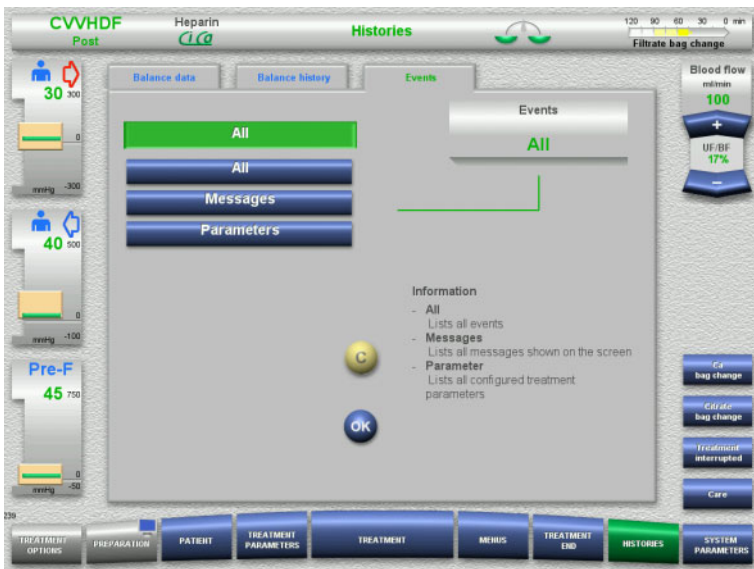 CVVHDF
Post
Heparin
CiCa
Histories
120 90 60 30 0 min
Filtrate bag change
30 300
0
mmHg -300
40 500
0
mmHg -100
Pre-F
45 750
0
mmHg -50
Balance data
Balance history
Events
All
All
Messages
Parameters
Events
All
Information
- All
Lists all events
- Messages
Lists all messages shown on the screen
- Parameter
Lists all configured treatment
parameters
C
OK
Blood flow
ml/min
100
+
UF/BF
17%
–
Ca
bag change
Citrate
bag change
Treatment
interrupted
Care
239
TREATMENT
OPTIONS
PREPARATION
PATIENT
TREATMENT
PARAMETERS
TREATMENT
MENUS
TREATMENT
END
HISTORIES
SYSTEM
PARAMETERS